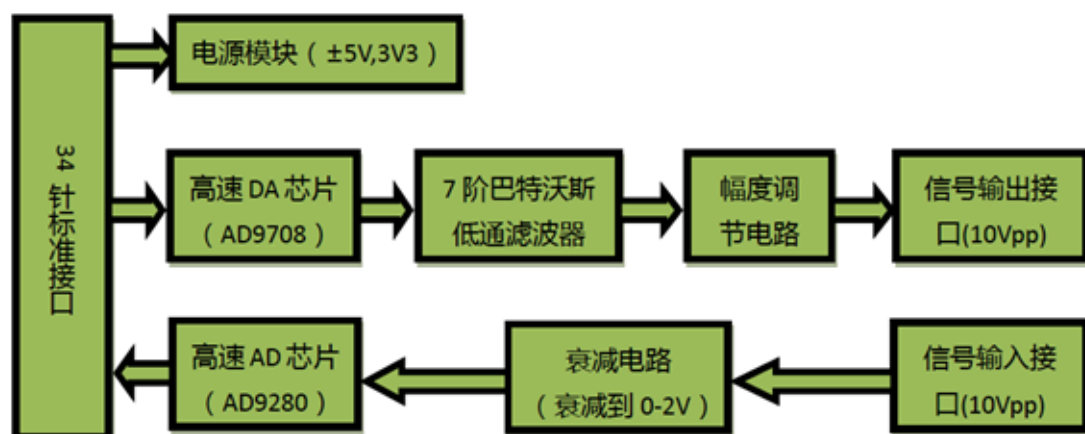 34 针标准接口
电源模块（ ±5V,3V3 ）
高速 DA 芯片
（ AD9708 ）
7 阶巴特沃斯
低通滤波器
幅度调
节电路
信号输出接
口(10Vpp)
高速 AD 芯片
（ AD9280 ）
衰减电路
（ 衰减到 0-2V ）
信号输入接
口(10Vpp)